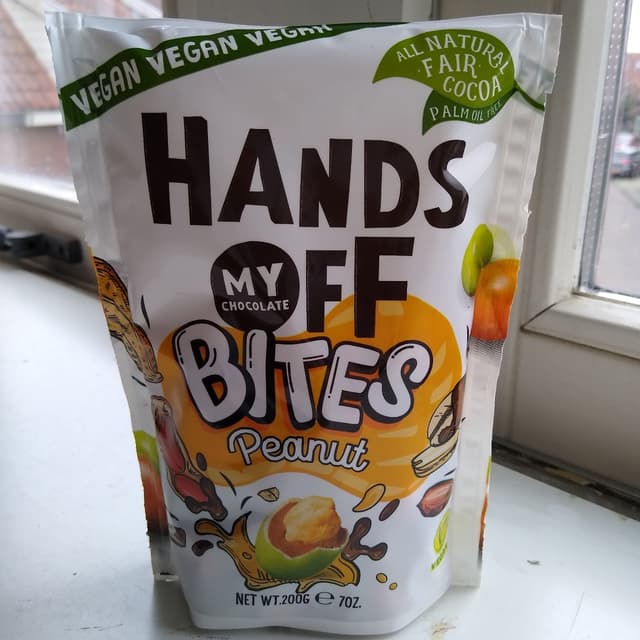 VEGAN VEGAN VEGAN
ALL NATURAL
FAIR
COCOA
PALM OIL FREE
HANDS
OFF
MY
CHOCOLATE
BITES
Peanut
NET WT.200G ℮ 7OZ.